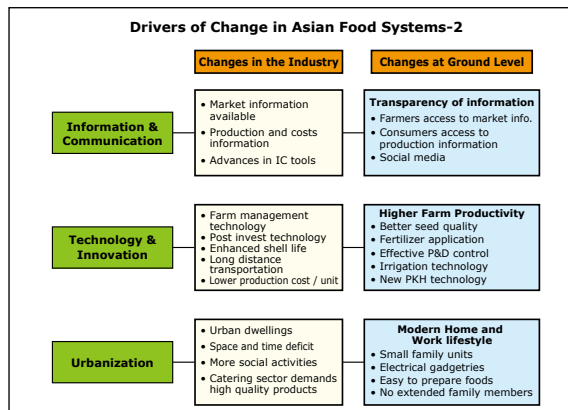 Drivers of Change in Asian Food Systems-2
Changes in the Industry
Changes at Ground Level
Information &
Communication
• Market information
available
• Production and costs
information
• Advances in IC tools
Transparency of information
• Farmers access to market info.
• Consumers access to
production information
• Social media
Technology &
Innovation
• Farm management
technology
• Post invest technology
• Enhanced shell life
• Long distance
transportation
• Lower production cost / unit
Higher Farm Productivity
• Better seed quality
• Fertilizer application
• Effective P&D control
• Irrigation technology
• New PKH technology
Urbanization
• Urban dwellings
• Space and time deficit
• More social activities
• Catering sector demands
high quality products
Modern Home and
Work lifestyle
• Small family units
• Electrical gadgetries
• Easy to prepare foods
• No extended family members